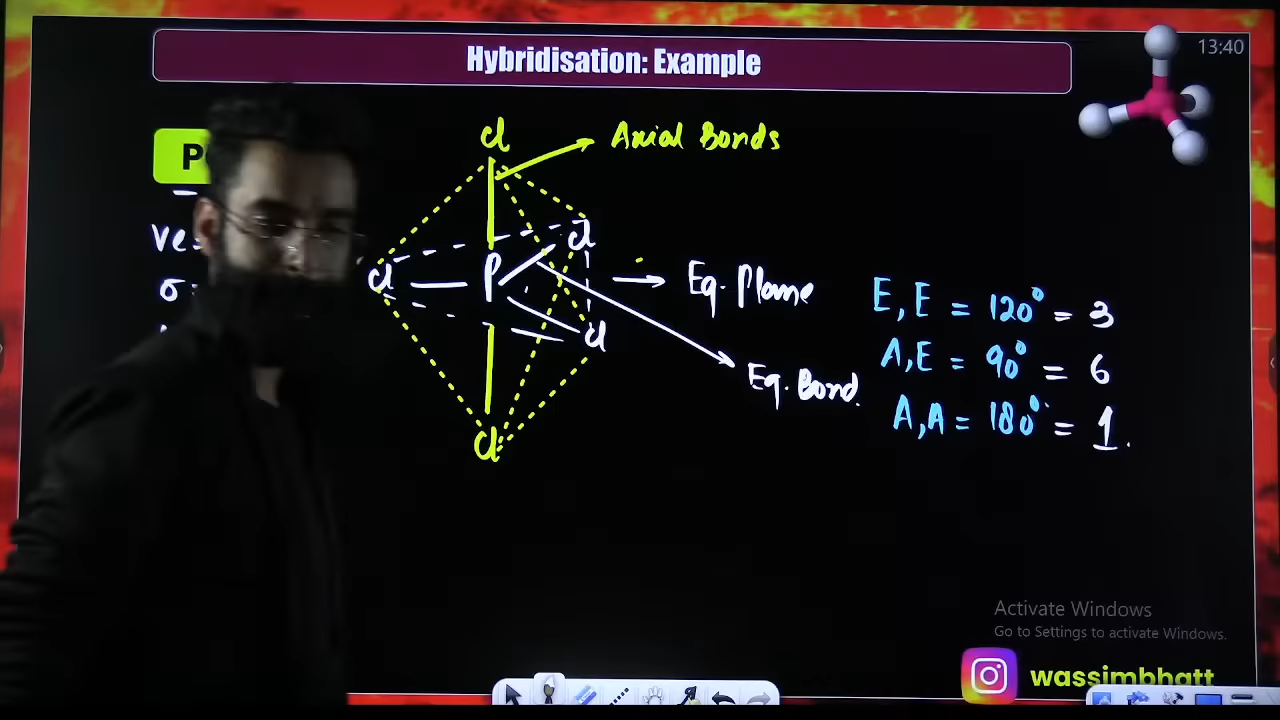 Hybridisation: Example
13:40
P
Cl
Axial Bonds
Ve
Cl
σ =
Cl
P
Eq. Plane
E, E = 120° = 3
Cl
A, E = 90° = 6
Eq. Bond.
A, A = 180° = 1.
Cl
Activate Windows
Go to Settings to activate Windows.
wassimbhatt